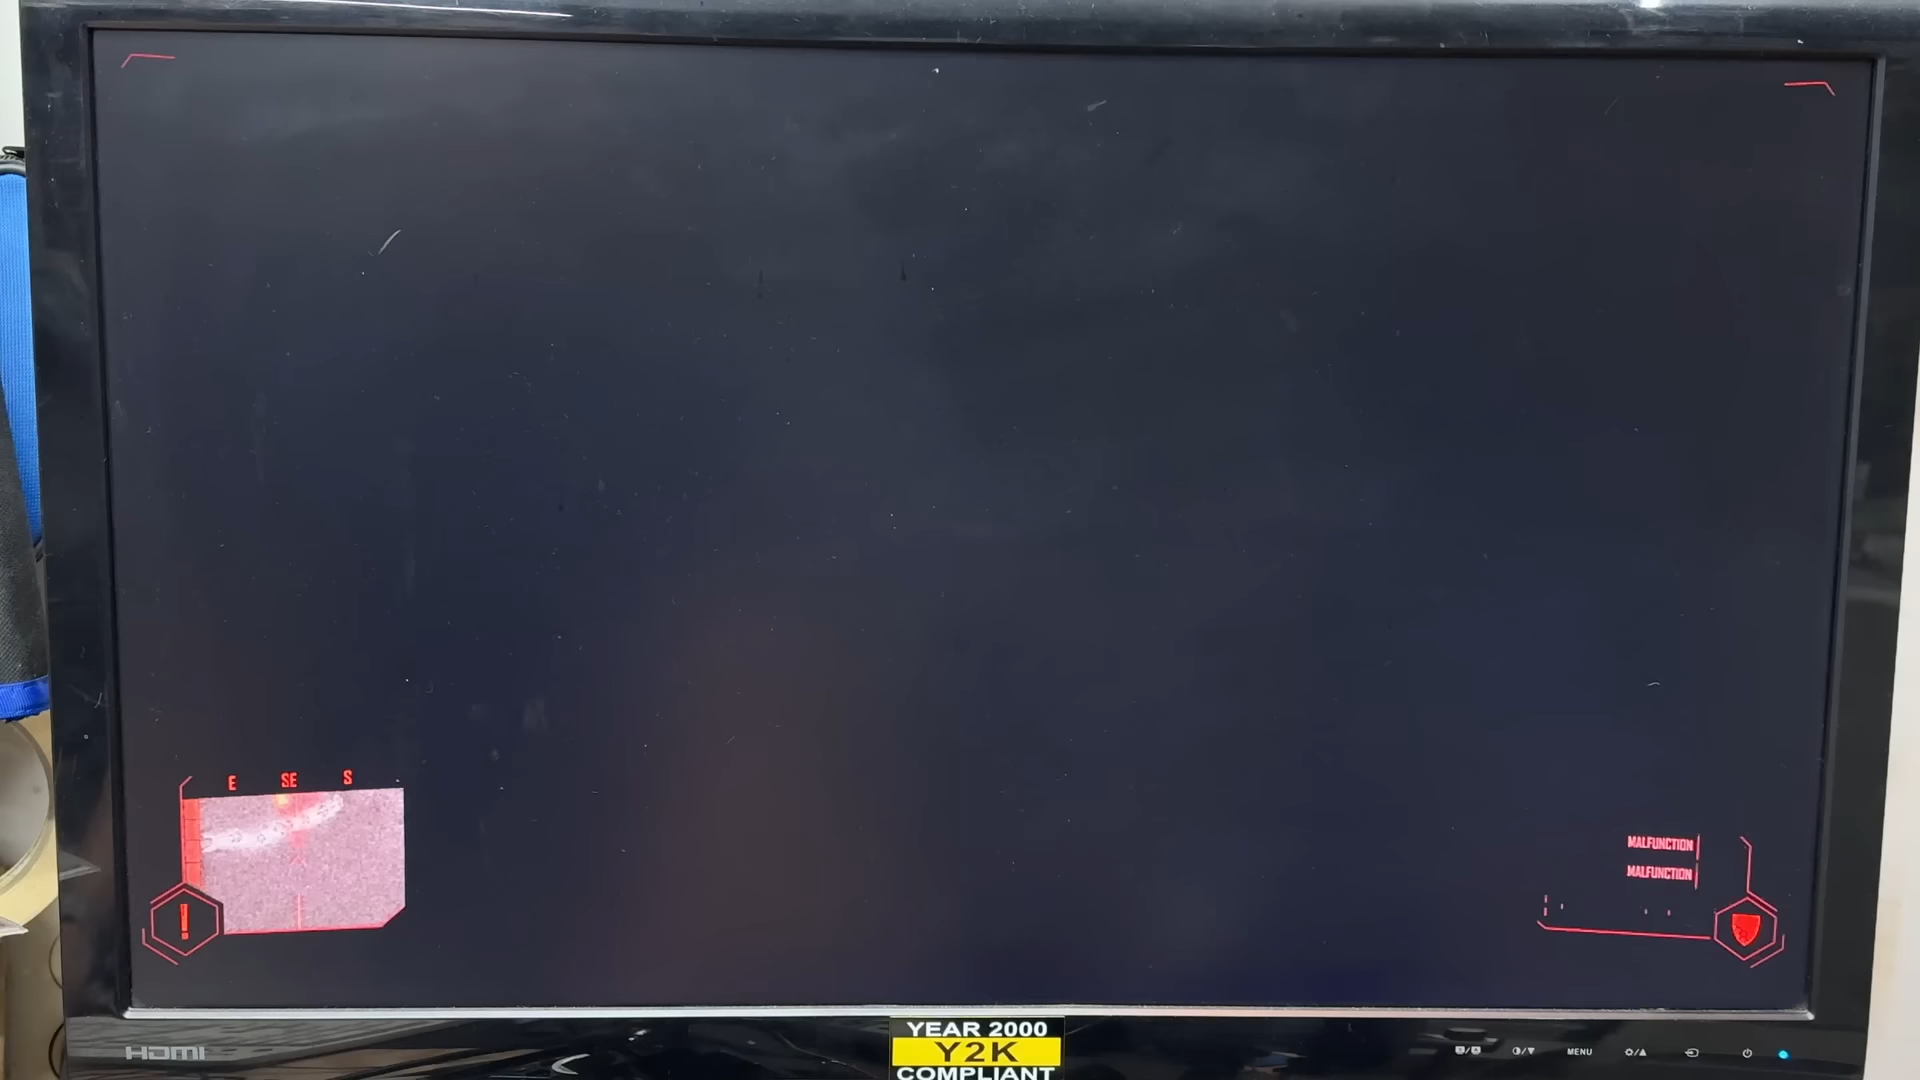 E SE S
MALFUNCTION
MALFUNCTION
!
HDMI
YEAR 2000
Y2K
COMPLIANT
MENU